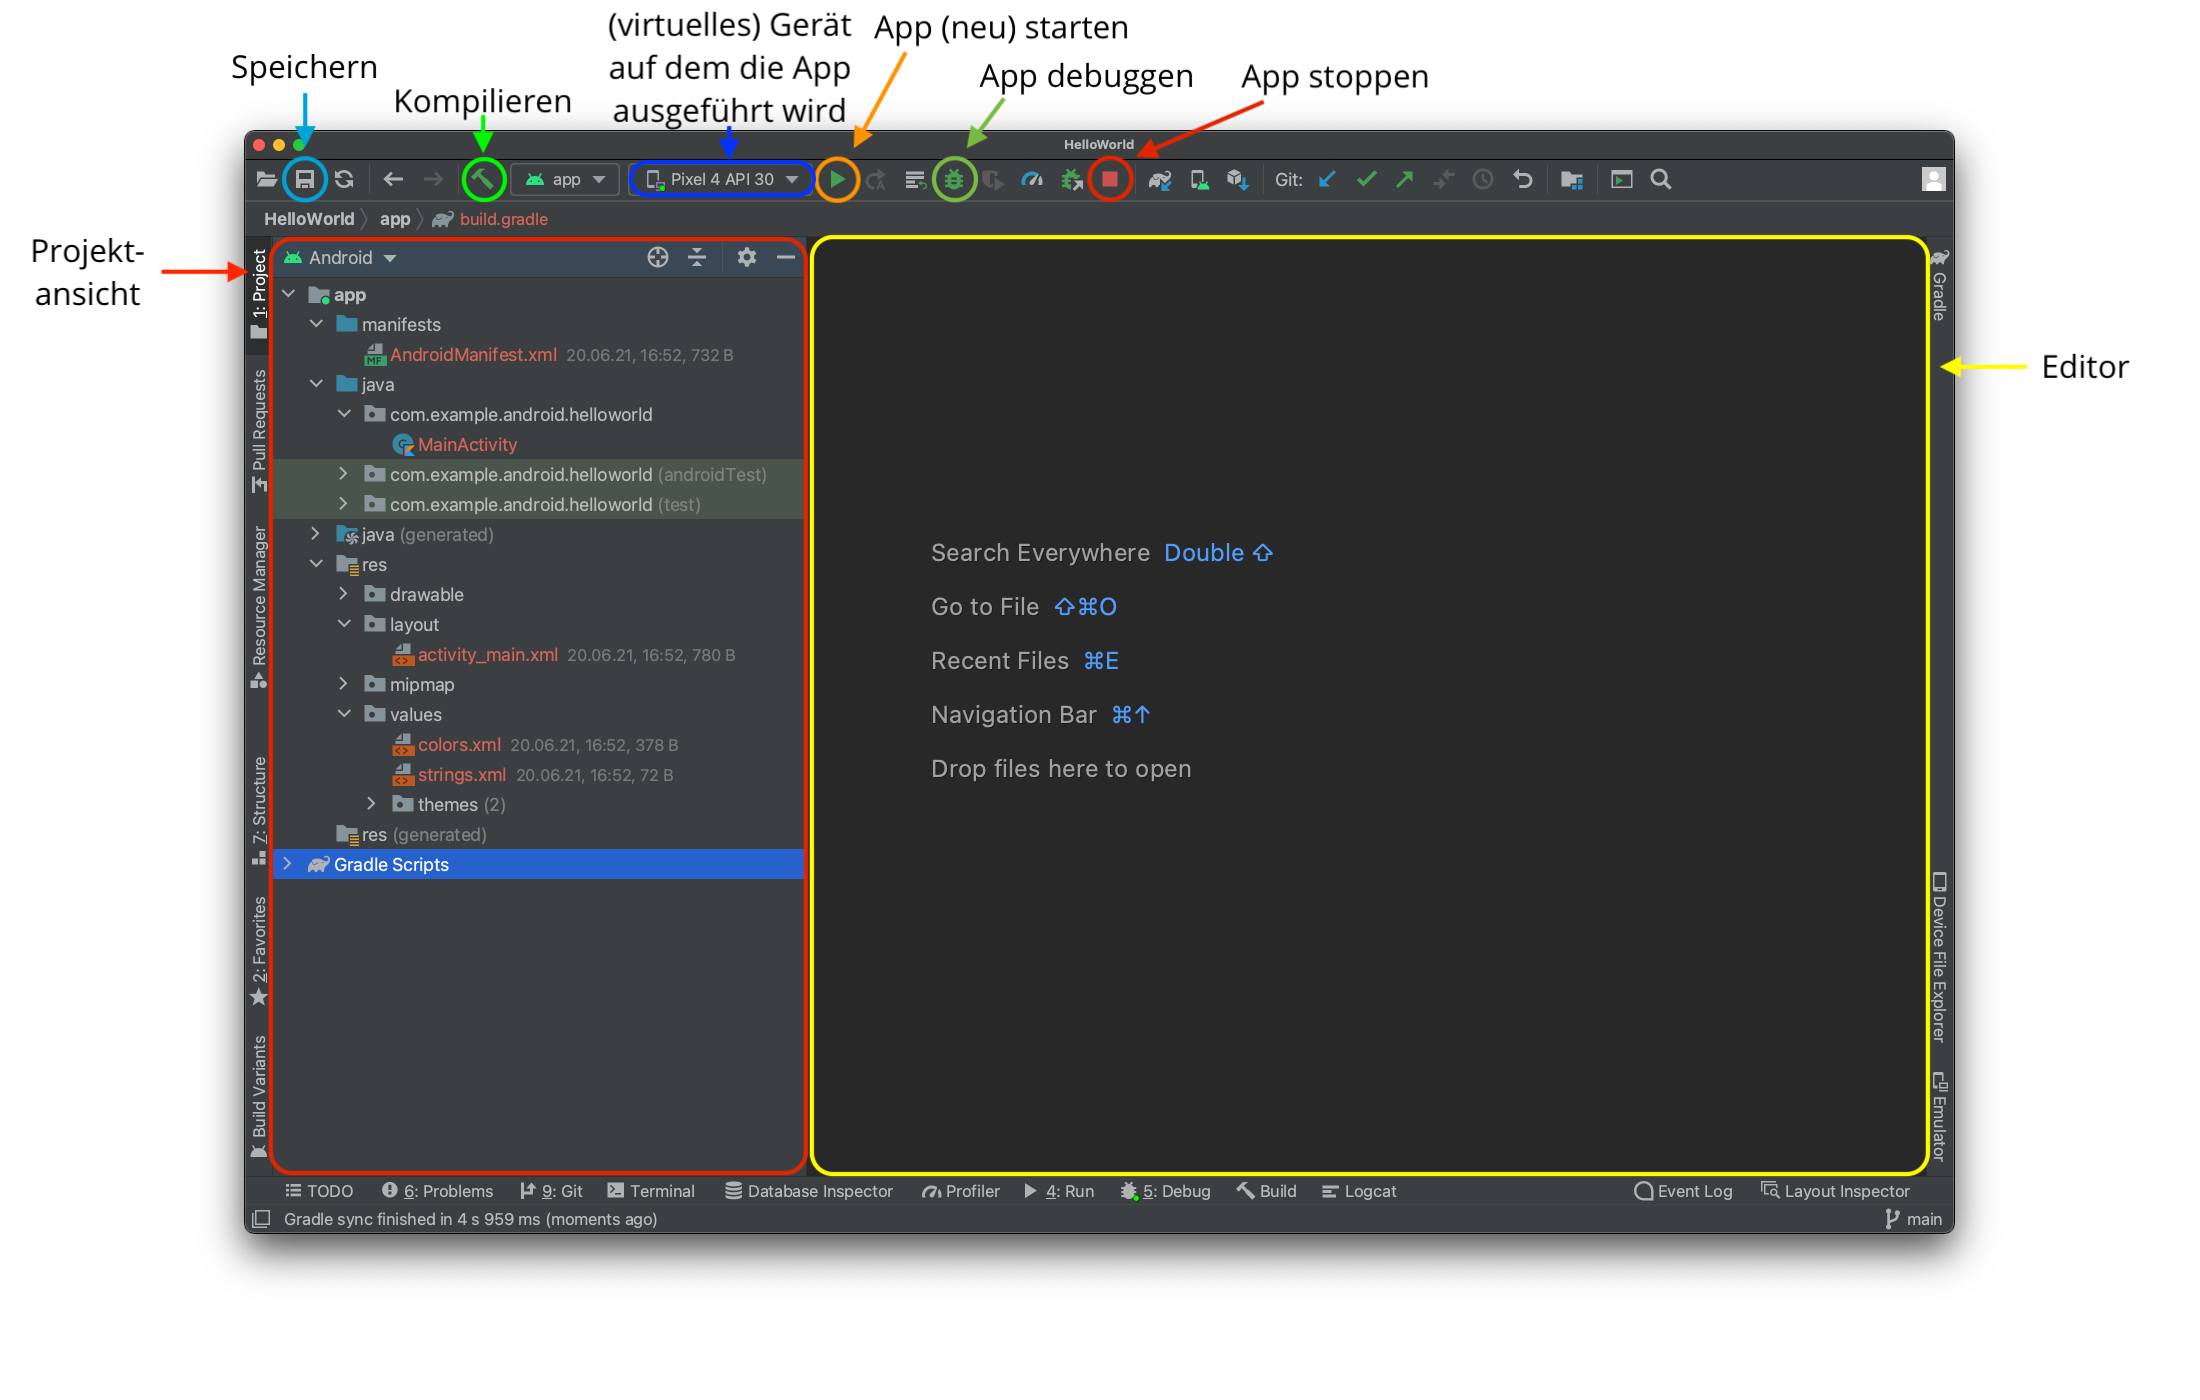 (virtuelles) Gerät
auf dem die App
ausgeführt wird
App (neu) starten
Speichern
Kompilieren
App debuggen
App stoppen
HelloWorld
app
Pixel 4 API 30
Git:
HelloWorld
app
build.gradle
Projekt-
ansicht
Editor
1: Project
Pull Requests
Resource Manager
7: Structure
2: Favorites
Build Variants
Android
app
manifests
AndroidManifest.xml 20.06.21, 16:52, 732 B
java
com.example.android.helloworld
MainActivity
com.example.android.helloworld (androidTest)
com.example.android.helloworld (test)
java (generated)
res
drawable
layout
activity_main.xml 20.06.21, 16:52, 780 B
mipmap
values
colors.xml 20.06.21, 16:52, 378 B
strings.xml 20.06.21, 16:52, 72 B
themes (2)
res (generated)
Gradle Scripts
Search Everywhere Double ⇧
Go to File ⇧⌘O
Recent Files ⌘E
Navigation Bar ⌘↑
Drop files here to open
Gradle
Device File Explorer
Emulator
TODO
6: Problems
9: Git
Terminal
Database Inspector
Profiler
4: Run
5: Debug
Build
Logcat
Event Log
Layout Inspector
Gradle sync finished in 4 s 959 ms (moments ago)
main